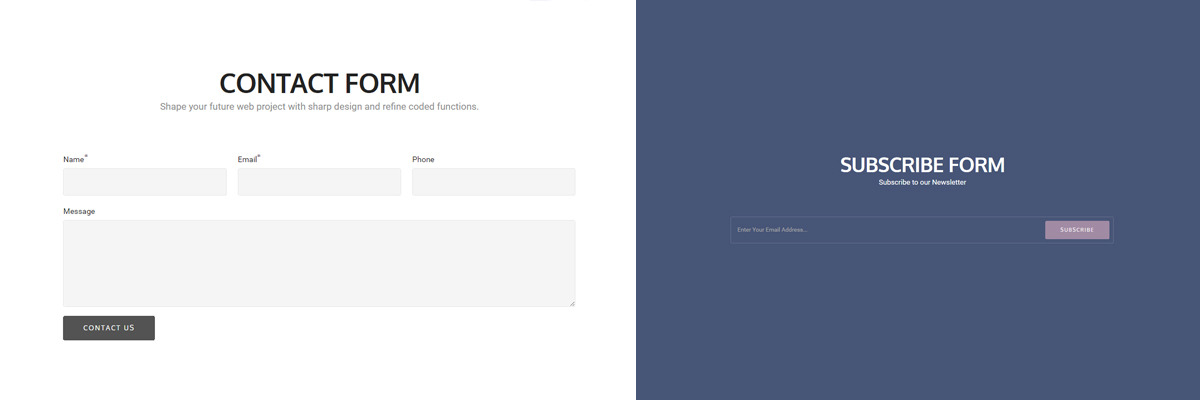 CONTACT FORM
Shape your future web project with sharp design and refine coded functions.
Name* Email* Phone
Message
CONTACT US
SUBSCRIBE FORM
Subscribe to our Newsletter
Enter Your Email Address...
SUBSCRIBE